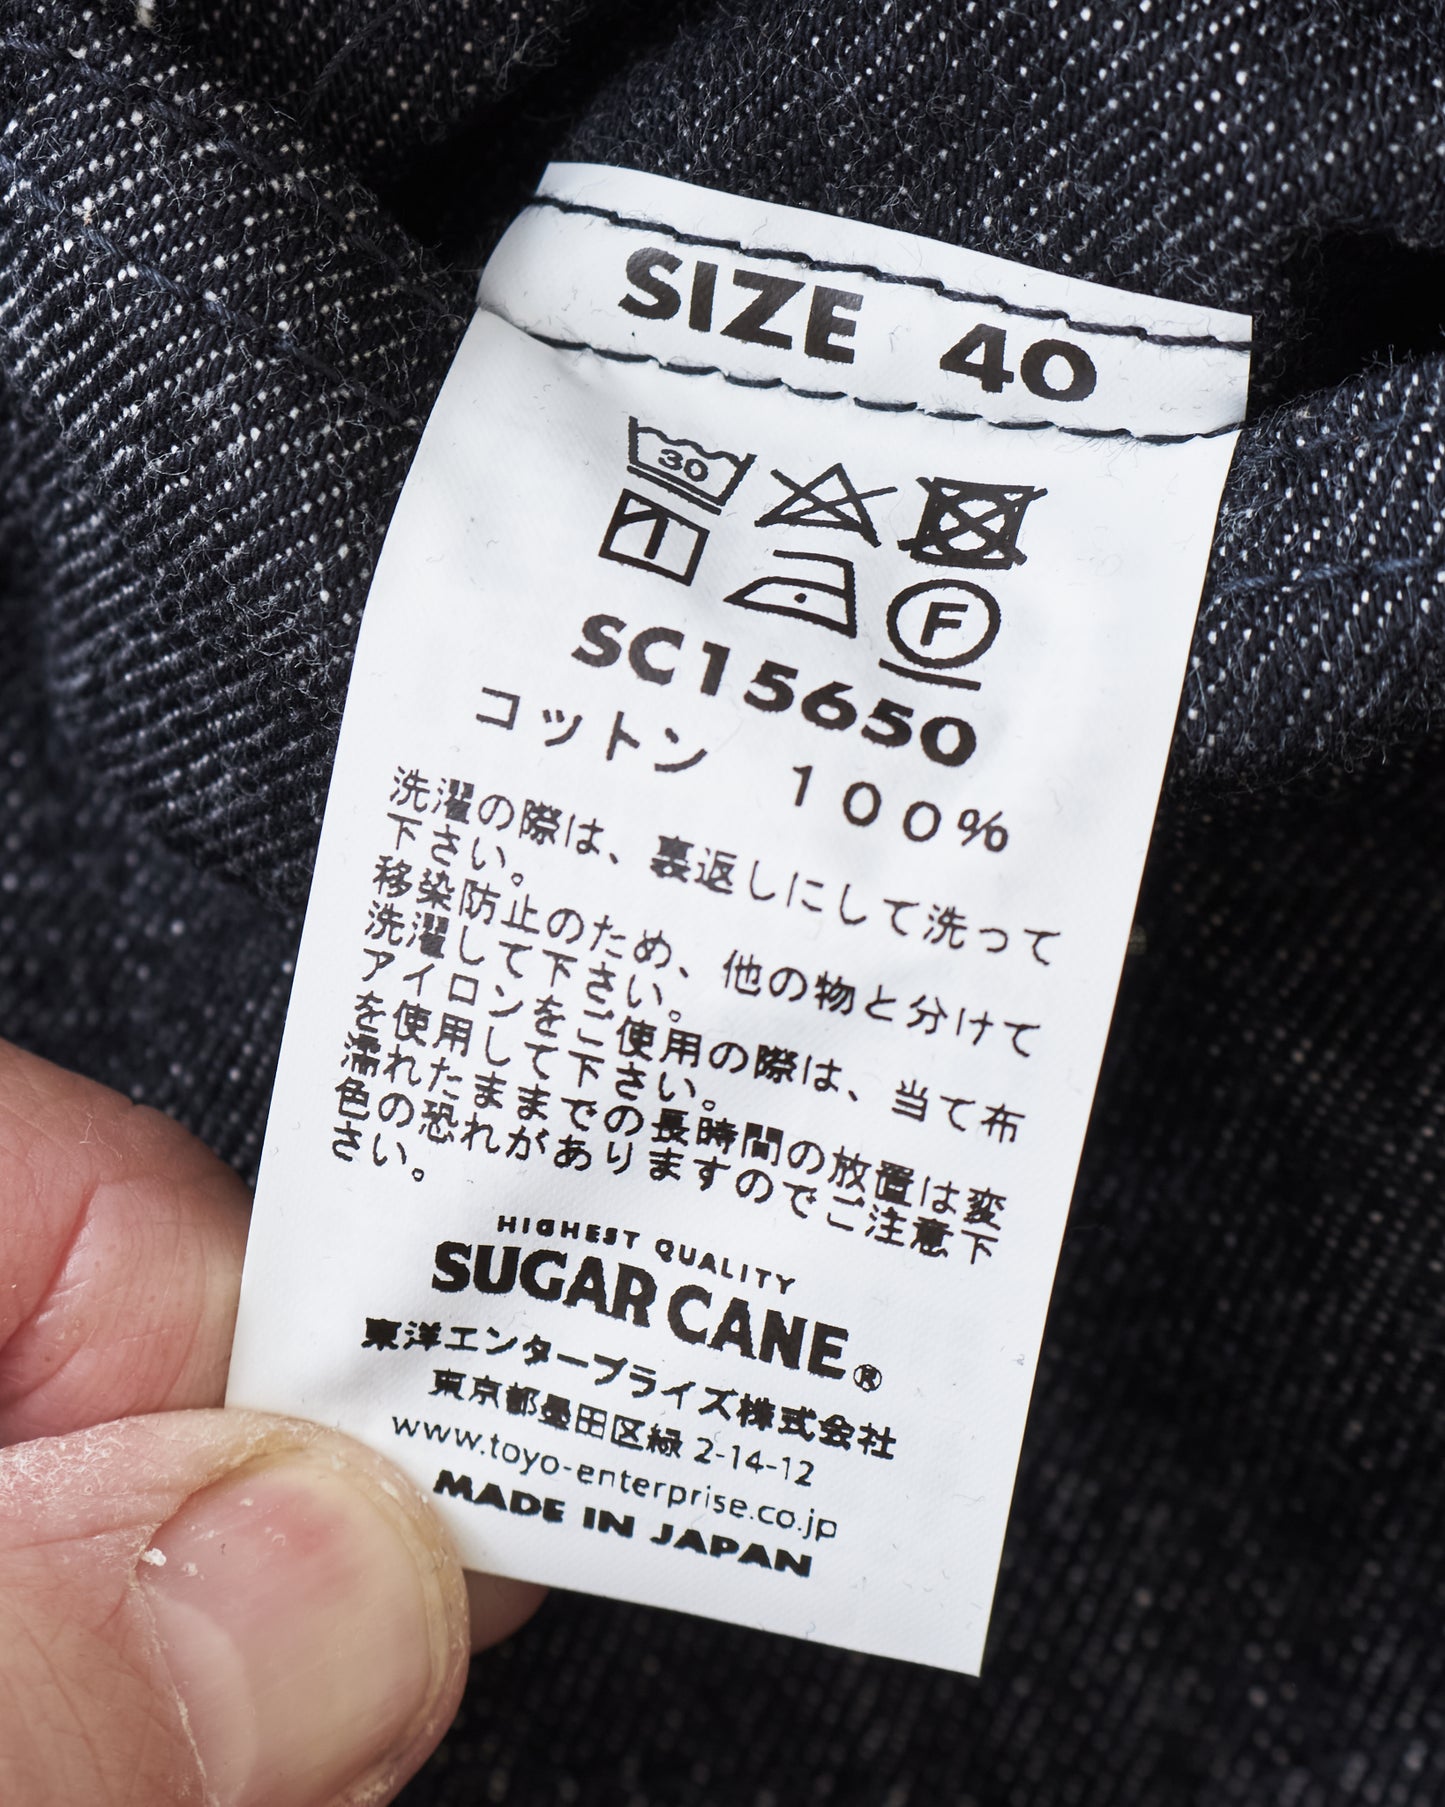 SIZE 40
30
F
SC15650
コットン 100%
洗濯の際は、裏返しにして洗って
下さい。
移染防止のため、他の物と分けて
洗濯して下さい。
アイロンをご使用の際は、当て布
を使用して下さい。
濡れたままでの長時間の放置は変
色の恐れがありますのでご注意下
さい。
HIGHEST QUALITY
SUGAR CANE®
東洋エンタープライズ株式会社
東京都墨田区緑 2-14-12
www.toyo-enterprise.co.jp
MADE IN JAPAN